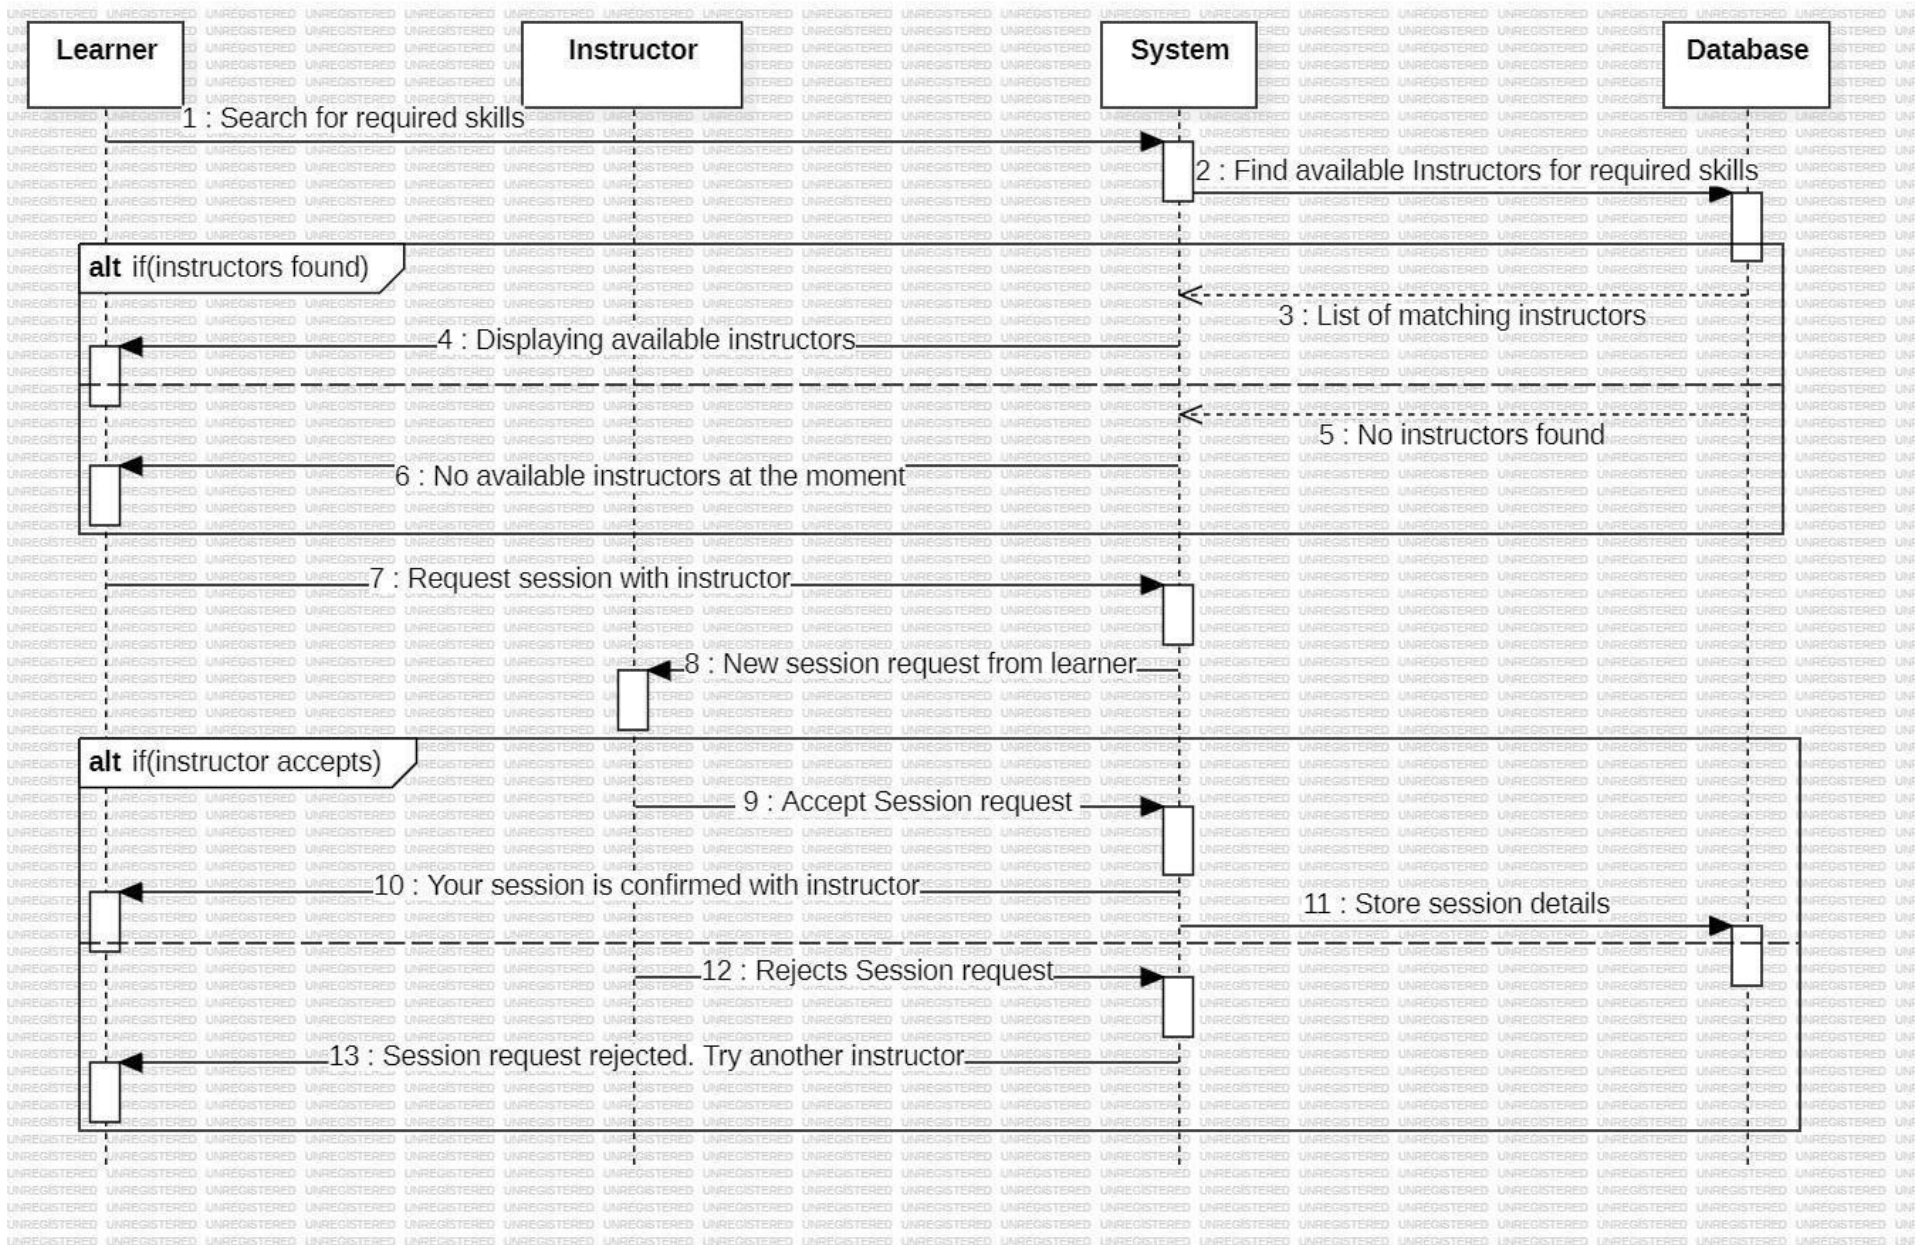 Learner
Instructor
System
Database
1 : Search for required skills
2 : Find available Instructors for required skills
alt if(instructors found)
3 : List of matching instructors
4 : Displaying available instructors
5 : No instructors found
6 : No available instructors at the moment
7 : Request session with instructor
8 : New session request from learner
alt if(instructor accepts)
9 : Accept Session request
10 : Your session is confirmed with instructor
11 : Store session details
12 : Rejects Session request
13 : Session request rejected. Try another instructor
UNREGISTERED